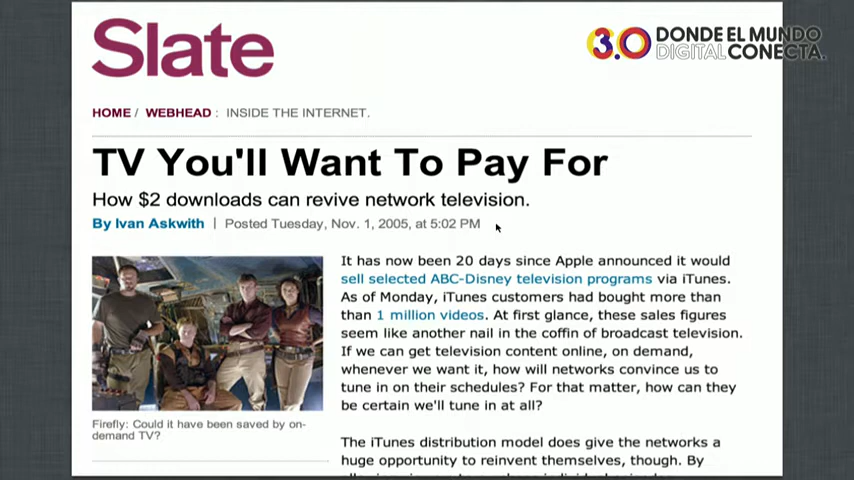 Slate
3.0 DONDE EL MUNDO
DIGITALCONECTA.
HOME / WEBHEAD : INSIDE THE INTERNET.
TV You'll Want To Pay For
How $2 downloads can revive network television.
By Ivan Askwith | Posted Tuesday, Nov. 1, 2005, at 5:02 PM
It has now been 20 days since Apple announced it would
sell selected ABC-Disney television programs via iTunes.
As of Monday, iTunes customers had bought more than
than 1 million videos. At first glance, these sales figures
seem like another nail in the coffin of broadcast television.
If we can get television content online, on demand,
whenever we want it, how will networks convince us to
tune in on their schedules? For that matter, how can they
be certain we'll tune in at all?
Firefly: Could it have been saved by on-
demand TV?
The iTunes distribution model does give the networks a
huge opportunity to reinvent themselves, though. By